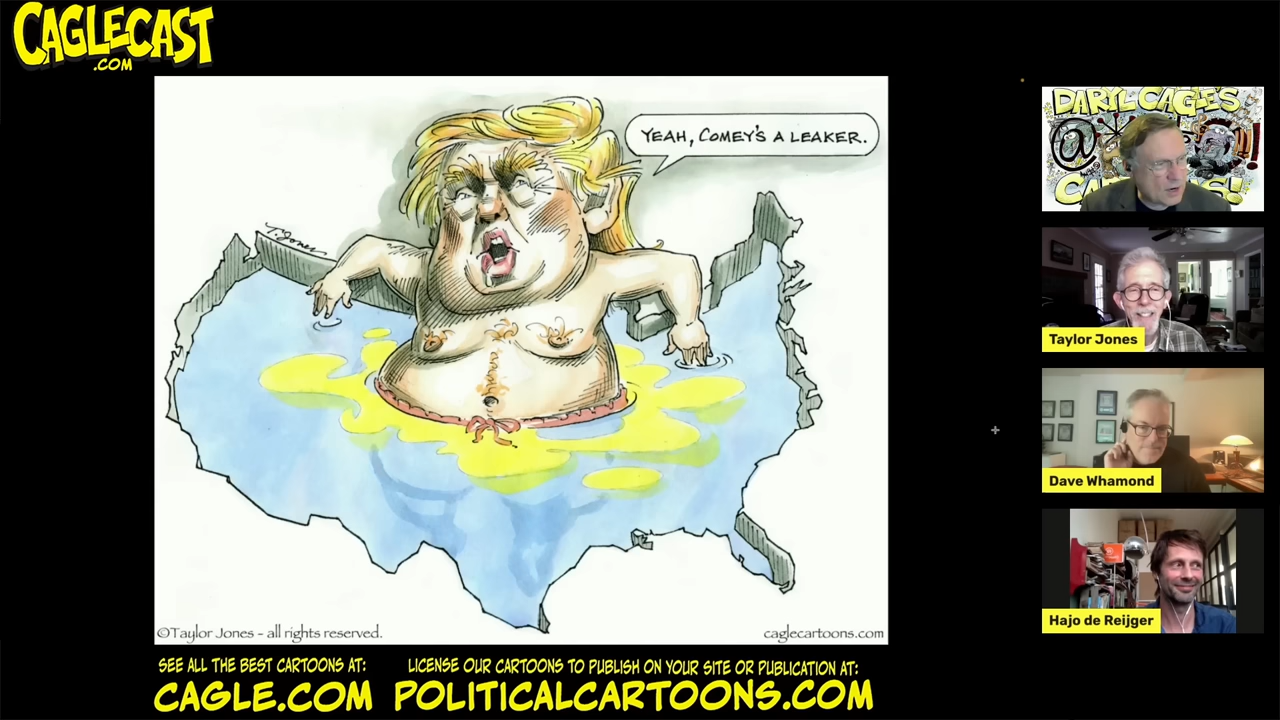 CAGLECAST
.COM
YEAH, COMEY'S A LEAKER.
T. Jones
©Taylor Jones - all rights reserved.
caglecartoons.com
SEE ALL THE BEST CARTOONS AT:
CAGLE.COM
LICENSE OUR CARTOONS TO PUBLISH ON YOUR SITE OR PUBLICATION AT:
POLITICALCARTOONS.COM
DARYL CAGLE'S
Taylor Jones
Dave Whamond
Hajo de Reijger